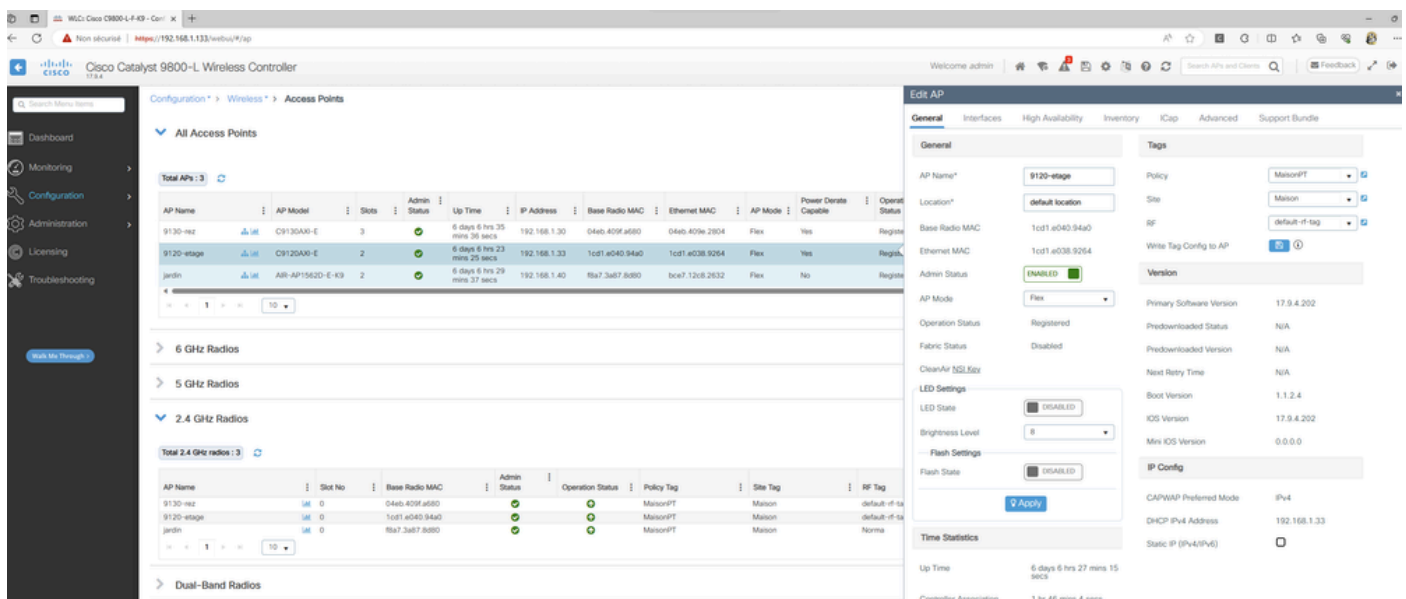 WLC: Cisco C9800-L-F-K9 - Cont
Non sécurisé
https://192.168.1.133/webui/#/ap
CISCO
Cisco Catalyst 9800-L Wireless Controller
17.9.4
Welcome admin
Search APs and Clients
Feedback
Search Menu Items
Dashboard
Monitoring
Configuration
Administration
Licensing
Troubleshooting
Walk Me Through >
Configuration > Wireless > Access Points
All Access Points
Total APs : 3
AP Name AP Model Slots Admin Status Up Time IP Address Base Radio MAC Ethernet MAC AP Mode Power Derate Capable Operat Status
9130-rez C9130AXI-E 3 6 days 6 hrs 35 mins 36 secs 192.168.1.30 04eb.409f.a680 04eb.409e.2804 Flex Yes Registe
9120-etage C9120AXI-E 2 6 days 6 hrs 23 mins 25 secs 192.168.1.33 1cd1.e040.94a0 1cd1.e038.9264 Flex Yes Regist
jardin AIR-AP1562D-E-K9 2 6 days 6 hrs 29 mins 37 secs 192.168.1.40 f8a7.3a87.8d80 bce7.12c8.2632 Flex No Registe
1 10
6 GHz Radios
5 GHz Radios
2.4 GHz Radios
Total 2.4 GHz radios : 3
AP Name Slot No Base Radio MAC Admin Status Operation Status Policy Tag Site Tag RF Tag
9130-rez 0 04eb.409f.a680 MaisonPT Maison default-rf-ta
9120-etage 0 1cd1.e040.94a0 MaisonPT Maison default-rf-ta
jardin 0 f8a7.3a87.8d80 MaisonPT Maison Norma
1 10
Dual-Band Radios
Edit AP
General Interfaces High Availability Inventory ICap Advanced Support Bundle
General
AP Name* 9120-etage
Location* default location
Base Radio MAC 1cd1.e040.94a0
Ethernet MAC 1cd1.e038.9264
Admin Status ENABLED
AP Mode Flex
Operation Status Registered
Fabric Status Disabled
CleanAir NSI Key
LED Settings
LED State DISABLED
Brightness Level 8
Flash Settings
Flash State DISABLED
Apply
Time Statistics
Up Time 6 days 6 hrs 27 mins 15 secs
Controller Association 1 hr 46 mins 4 secs
Tags
Policy MaisonPT
Site Maison
RF default-rf-tag
Write Tag Config to AP
Version
Primary Software Version 17.9.4.202
Predownloaded Status N/A
Predownloaded Version N/A
Next Retry Time N/A
Boot Version 1.1.2.4
IOS Version 17.9.4.202
Mini IOS Version 0.0.0.0
IP Config
CAPWAP Preferred Mode IPv4
DHCP IPv4 Address 192.168.1.33
Static IP (IPv4/IPv6)